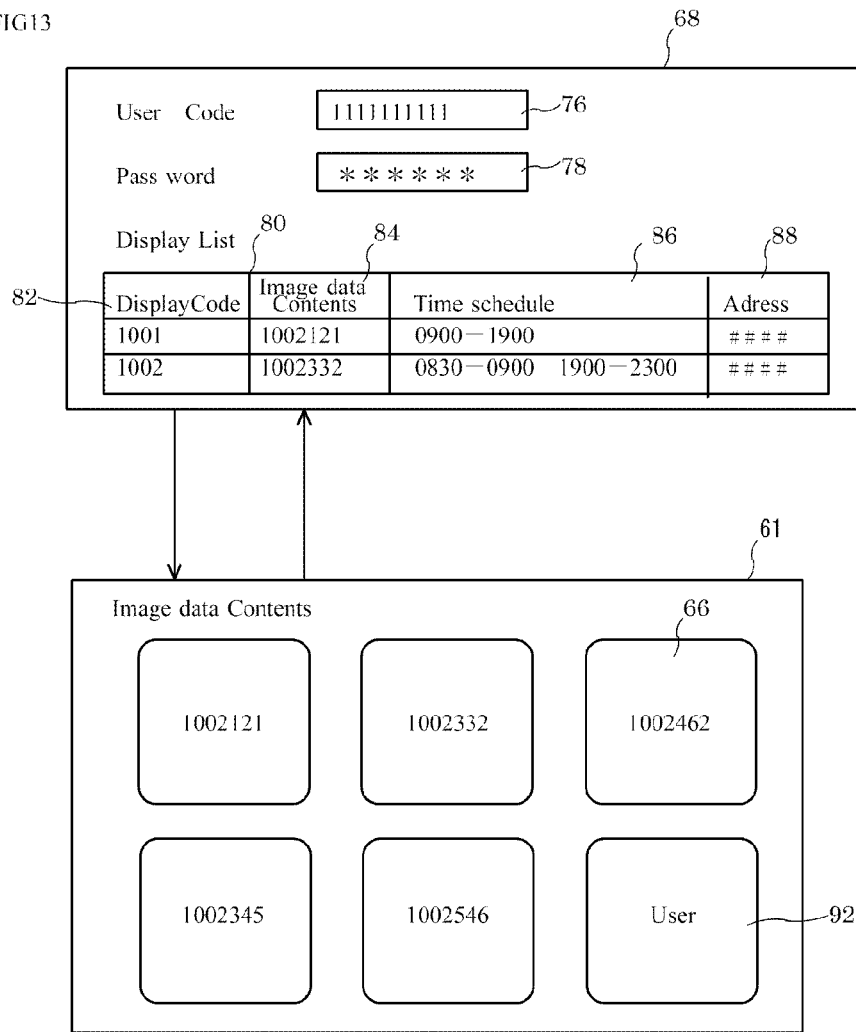 FIG13
68
User Code 1111111111 76
Pass word ****** 78
Display List
80 84 86 88
82
DisplayCode Image data Contents Time schedule Adress
1001 1002121 0900－1900 ####
1002 1002332 0830－0900 1900－2300 ####
61
Image data Contents 66
1002121 1002332 1002462
1002345 1002546 User 92